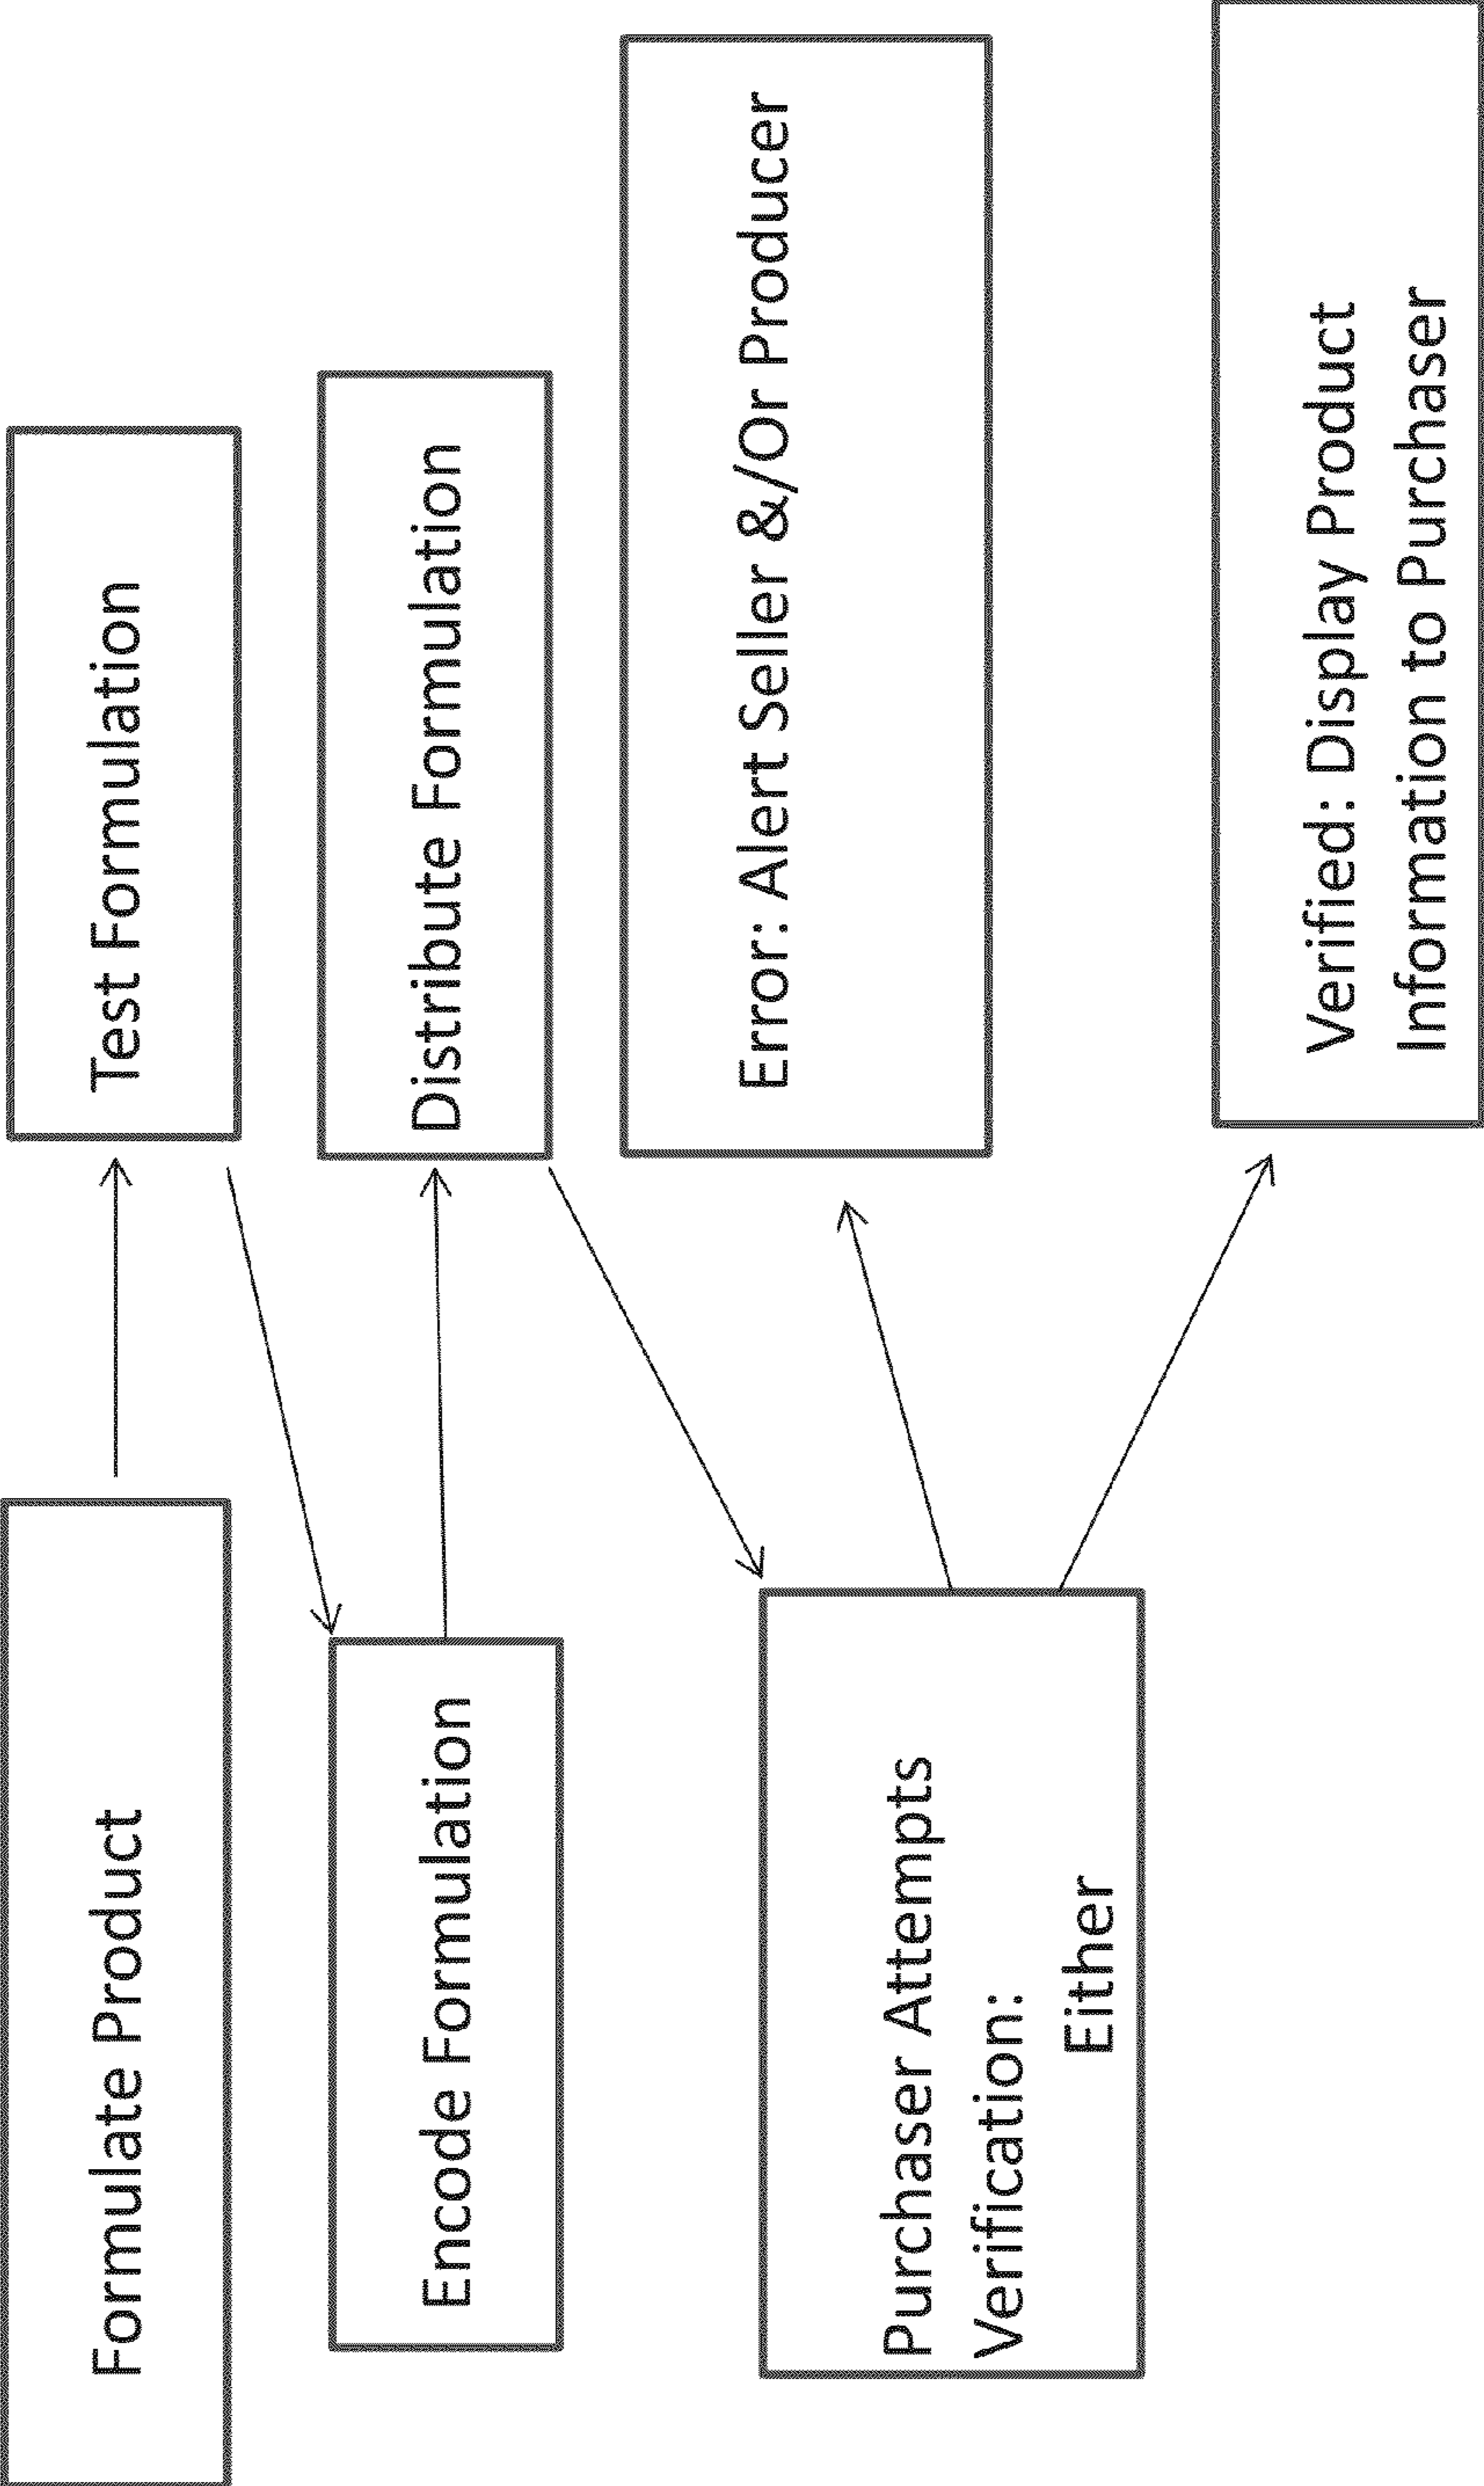 Formulate Product
Test Formulation
Encode Formulation
Distribute Formulation
Purchaser Attempts
Verification:
Either
Error: Alert Seller &/Or Producer
Verified: Display Product
Information to Purchaser